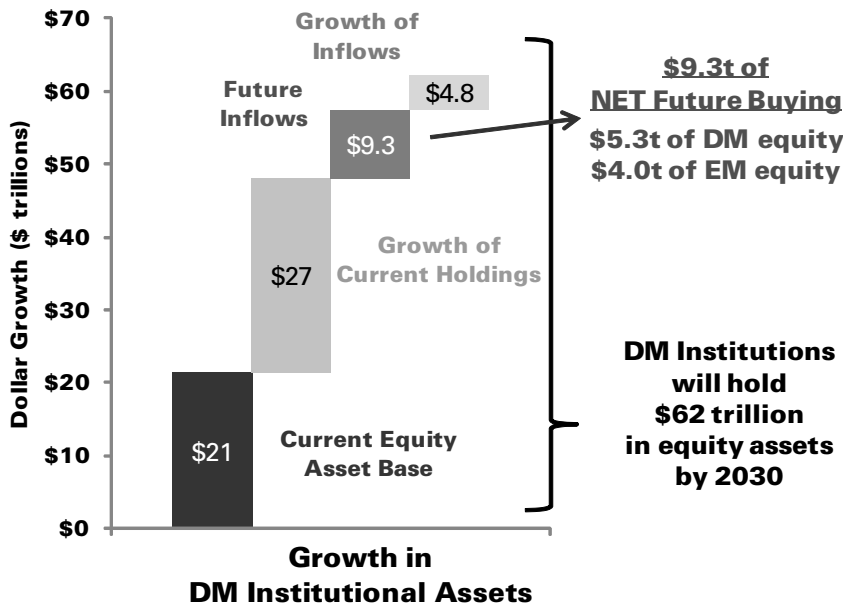 $70
$60
$50
$40
$30
$20
$10
$0
Dollar Growth ($ trillions)
Growth of
Inflows
$4.8
Future
Inflows
$9.3
Growth of
Current Holdings
$27
Current Equity
Asset Base
$21
Growth in
DM Institutional Assets
$9.3t of
NET Future Buying
$5.3t of DM equity
$4.0t of EM equity
DM Institutions
will hold
$62 trillion
in equity assets
by 2030